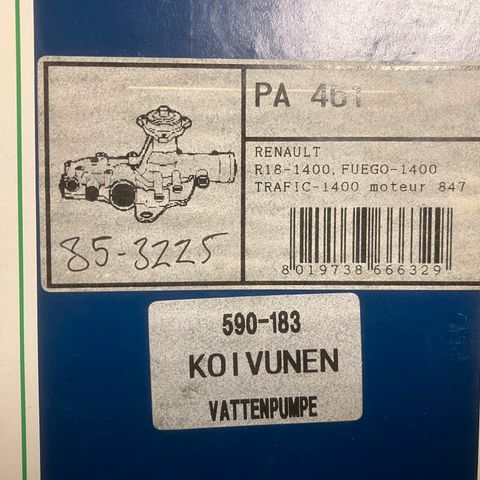 PA 461
RENAULT
R18-1400, FUEGO-1400
TRAFIC-1400 moteur 847
85-3225
8 019738 666329
590-183
KOIVUNEN
VATTENPUMPE